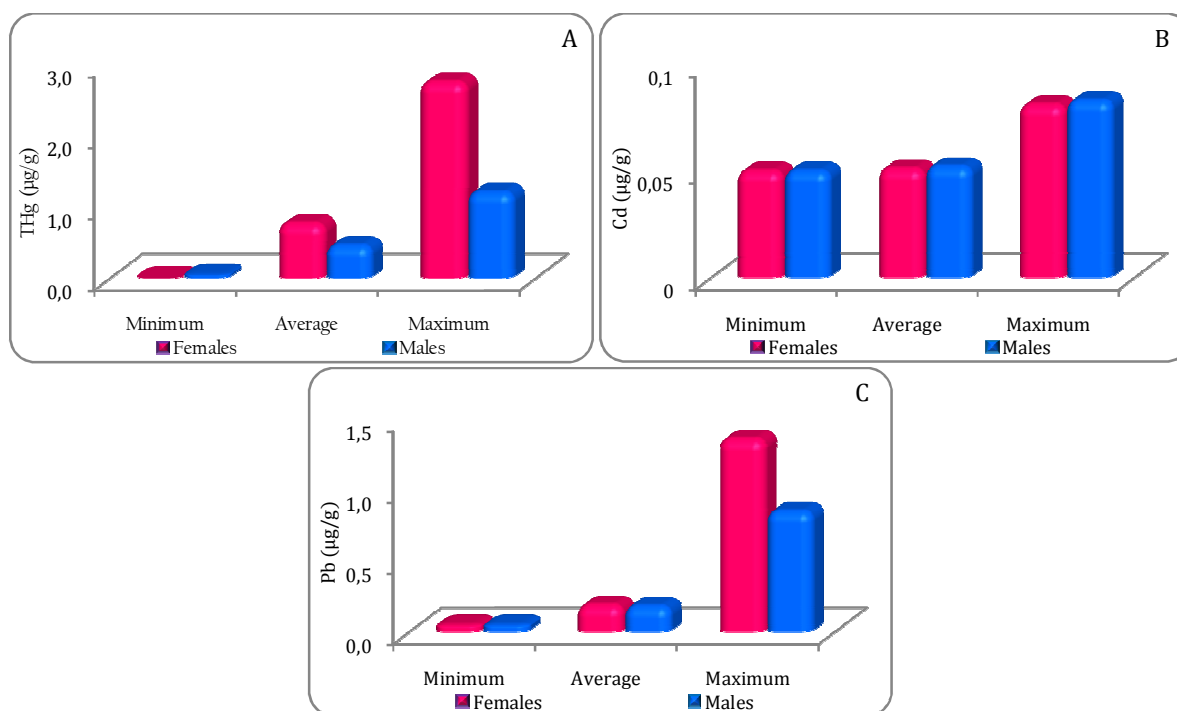 A
3,0
2,0
1,0
0,0
THg (µg/g)
Minimum Average Maximum
Females Males
B
0,1
0,05
0
Cd (µg/g)
Minimum Average Maximum
Females Males
C
1,5
1,0
0,5
0,0
Pb (µg/g)
Minimum Average Maximum
Females Males